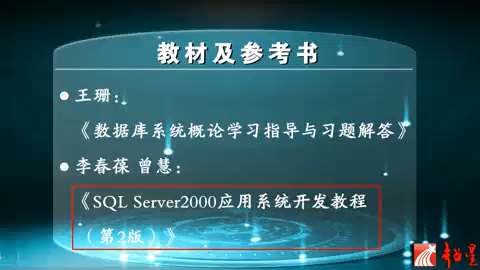 教材及参考书
● 王珊：
《数据库系统概论学习指导与习题解答》
● 李春葆 曾慧：
《SQL Server2000应用系统开发教程
（第2版）》
超星